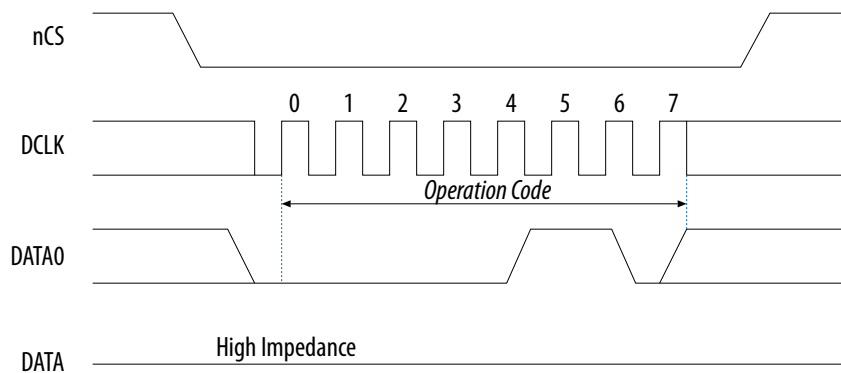 nCS
0 1 2 3 4 5 6 7
DCLK
Operation Code
DATA0
High Impedance
DATA